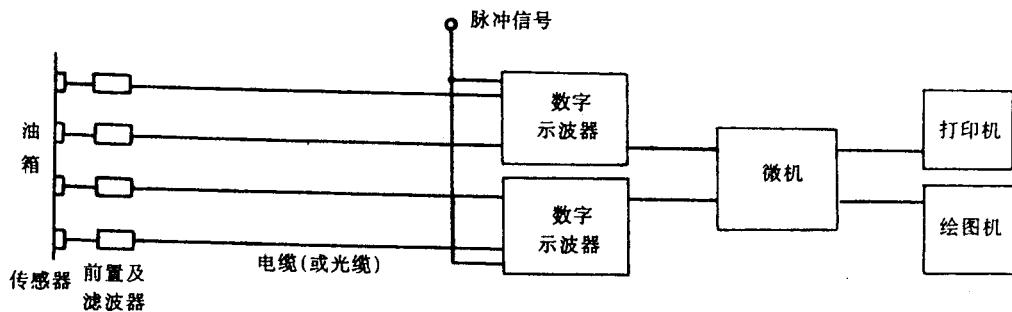 脉冲信号
数字
示波器
油
箱
打印机
微机
数字
示波器
绘图机
电缆(或光缆)
传感器
前置及
滤波器